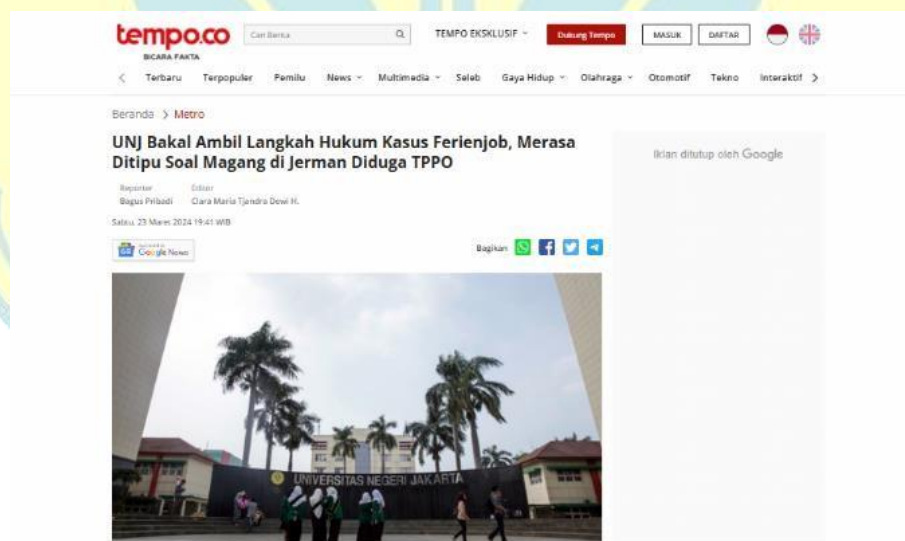 tempo.co
BICARA FAKTA
Cari Berita
TEMPO EKSKLUSIF
Dukung Tempo
MASUK
DAFTAR
Terbaru Terpopuler Pemilu News Multimedia Seleb Gaya Hidup Olahraga Otomotif Tekno Interaktif
Beranda > Metro
UNJ Bakal Ambil Langkah Hukum Kasus Ferienjob, Merasa
Ditipu Soal Magang di Jerman Diduga TPPO
Iklan ditutup oleh Google
Reporter Editor
Bagus Pribadi Clara Maria Tjandra Dewi H.
Sabtu, 23 Maret 2024 19:41 WIB
Google News
Bagikan
UNIVERSITAS NEGERI JAKARTA